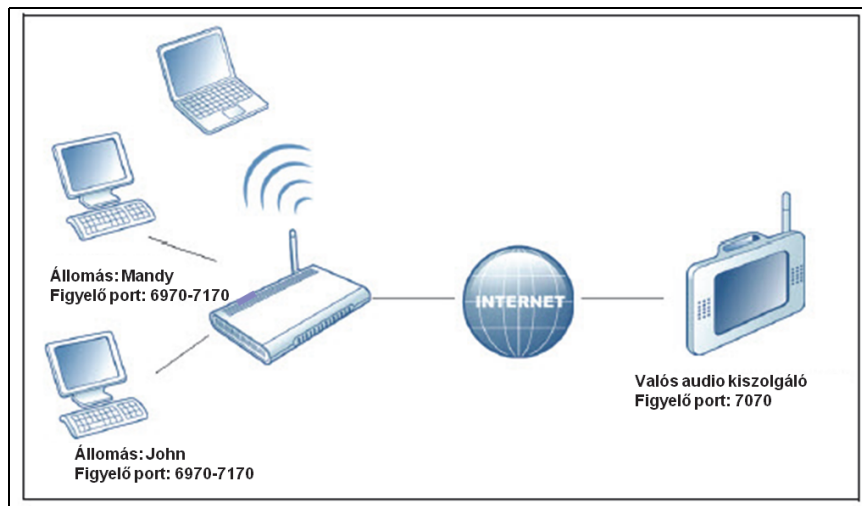 Állomás: Mandy
Figyelő port: 6970-7170
INTERNET
Valós audio kiszolgáló
Figyelő port: 7070
Állomás: John
Figyelő port: 6970-7170